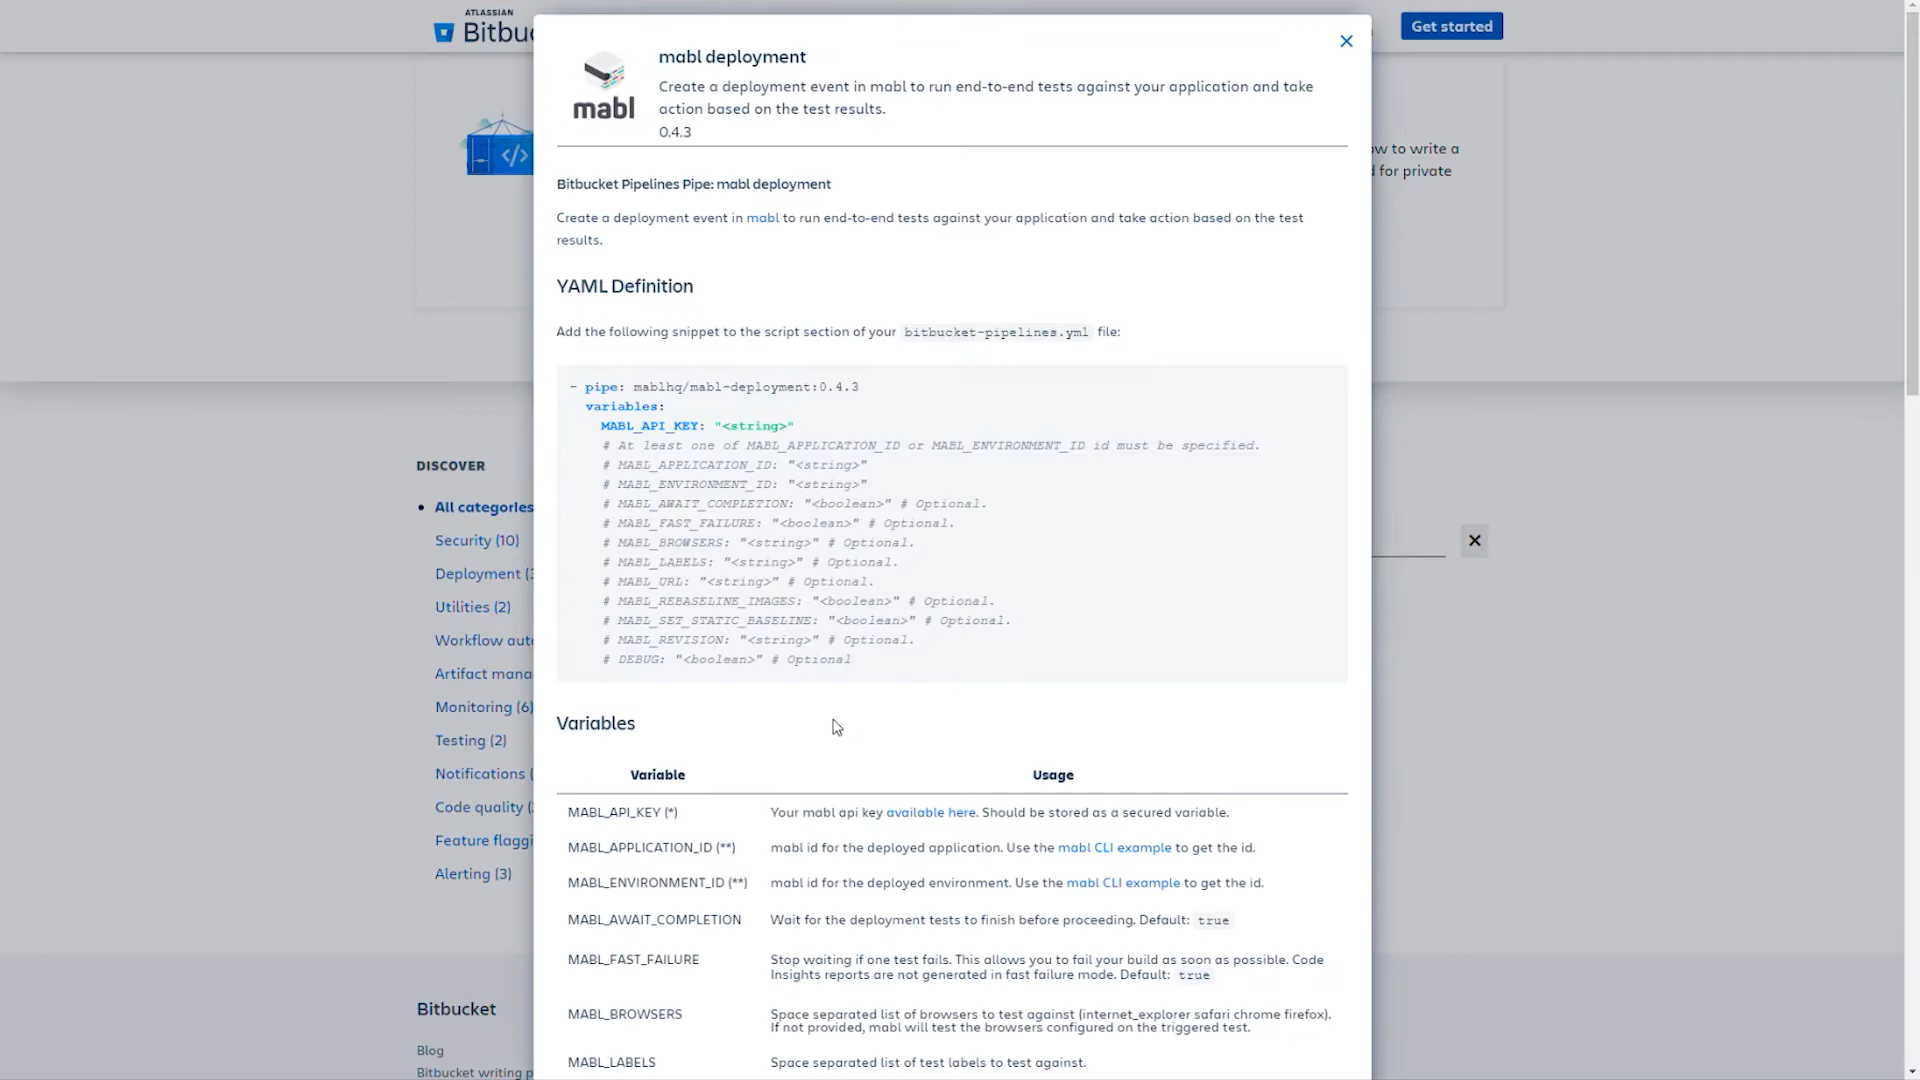 ATLASSIAN
Bitbu
Get started
mabl
mabl deployment
Create a deployment event in mabl to run end-to-end tests against your application and take
action based on the test results.
0.4.3
</>
ow to write a
for private
Bitbucket Pipelines Pipe: mabl deployment
Create a deployment event in mabl to run end-to-end tests against your application and take action based on the test
results.
YAML Definition
Add the following snippet to the script section of your bitbucket-pipelines.yml file:
- pipe: mablhq/mabl-deployment:0.4.3
variables:
MABL_API_KEY: "<string>"
# At least one of MABL_APPLICATION_ID or MABL_ENVIRONMENT_ID id must be specified.
# MABL_APPLICATION_ID: "<string>"
# MABL_ENVIRONMENT_ID: "<string>"
# MABL_AWAIT_COMPLETION: "<boolean>" # Optional.
# MABL_FAST_FAILURE: "<boolean>" # Optional.
# MABL_BROWSERS: "<string>" # Optional.
# MABL_LABELS: "<string>" # Optional.
# MABL_URL: "<string>" # Optional.
# MABL_REBASELINE_IMAGES: "<boolean>" # Optional.
# MABL_SET_STATIC_BASELINE: "<boolean>" # Optional.
# MABL_REVISION: "<string>" # Optional.
# DEBUG: "<boolean>" # Optional
DISCOVER
All categories
Security (10)
Deployment (
Utilities (2)
Workflow aut
Artifact mana
Monitoring (6)
Testing (2)
Notifications (
Code quality (
Feature flaggi
Alerting (3)
Variables
Variable Usage
MABL_API_KEY (*) Your mabl api key available here. Should be stored as a secured variable.
MABL_APPLICATION_ID (**) mabl id for the deployed application. Use the mabl CLI example to get the id.
MABL_ENVIRONMENT_ID (**) mabl id for the deployed environment. Use the mabl CLI example to get the id.
MABL_AWAIT_COMPLETION Wait for the deployment tests to finish before proceeding. Default: true
MABL_FAST_FAILURE Stop waiting if one test fails. This allows you to fail your build as soon as possible. Code
Insights reports are not generated in fast failure mode. Default: true
MABL_BROWSERS Space separated list of browsers to test against (internet_explorer safari chrome firefox).
If not provided, mabl will test the browsers configured on the triggered test.
MABL_LABELS Space separated list of test labels to test against.
Bitbucket
Blog
Bitbucket writing p